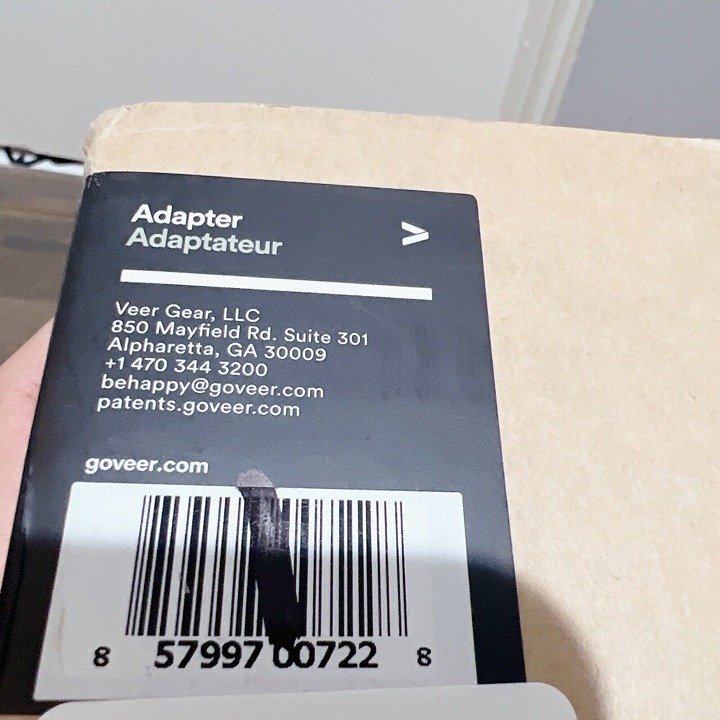 Adapter
Adaptateur
Veer Gear, LLC
850 Mayfield Rd. Suite 301
Alpharetta, GA 30009
+1 470 344 3200
behappy@goveer.com
patents.goveer.com
goveer.com
8 57997 00722 8